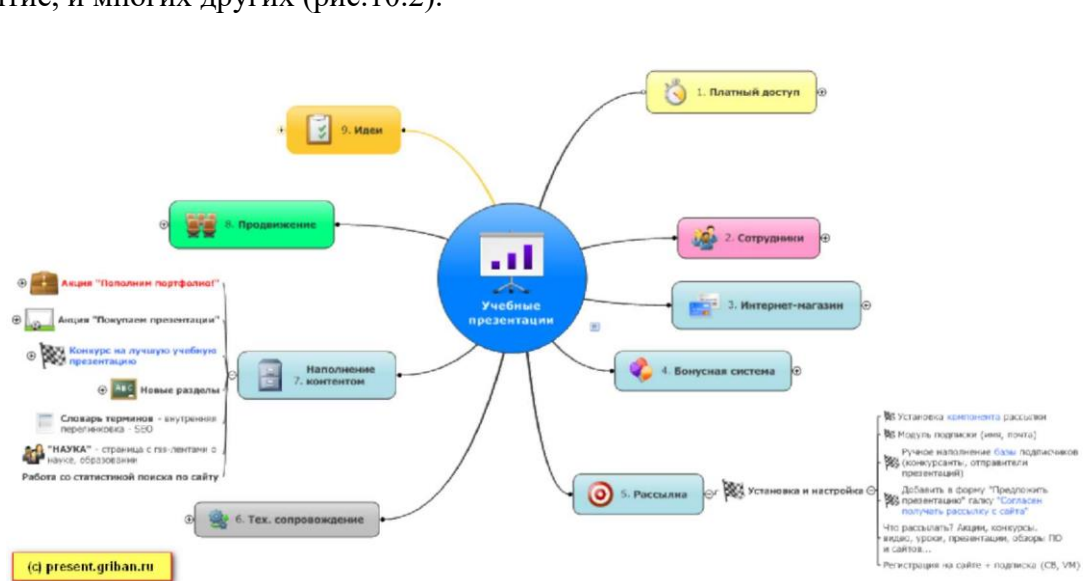 и многих других (рис.10.2).
1. Платный доступ
9. Идеи
8. Продвижение
2. Сотрудники
Учебные
презентации
3. Интернет-магазин
4. Бонусная система
Акция "Пополним портфолио!"
Акция "Покупаем презентации"
Конкурс на лучшую учебную
презентацию
Новые разделы
Словарь терминов - внутренняя
перелинковка - SEO
"НАУКА" - страница с rss-лентами о
науке, образовании
Работа со статистикой поиска по сайту
Наполнение
7. контентом
5. Рассылка
Установка и настройка
Установка компонента рассылки
Модуль подписки (имя, почта)
Ручное наполнение базы подписчиков
(конкурсанты, отправители
презентаций)
Добавить в форму "Предложить
презентацию" галку "Согласен
получать рассылку с сайта"
Что рассылать? Акции, конкурсы,
видео, уроки, презентации, обзоры ПО
и сайтов...
Регистрация на сайте + подписка (CB, VM)
6. Тех. сопровождение
(c) present.griban.ru